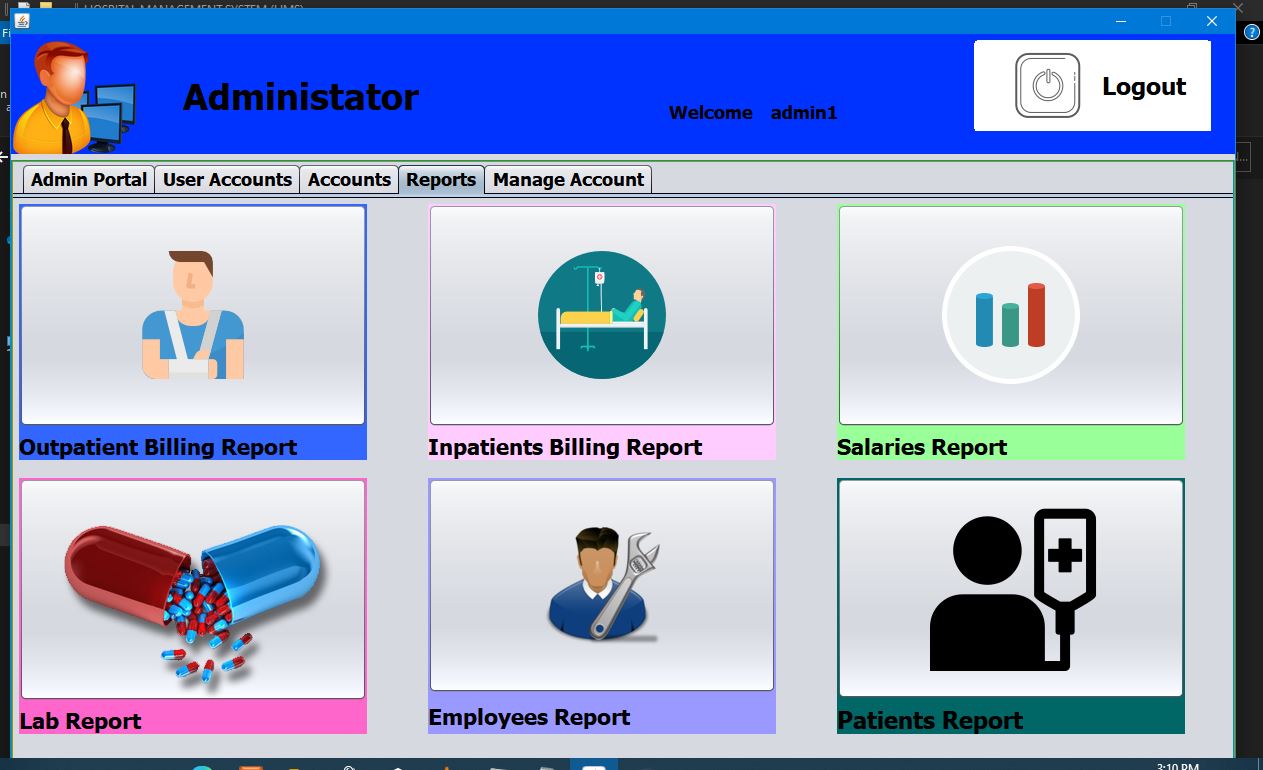 HOSPITAL MANAGEMENT SYSTEM (HMS)
Administator
Welcome admin1
Logout
Admin Portal User Accounts Accounts Reports Manage Account
Outpatient Billing Report Inpatients Billing Report Salaries Report
Lab Report Employees Report Patients Report
3:10 PM